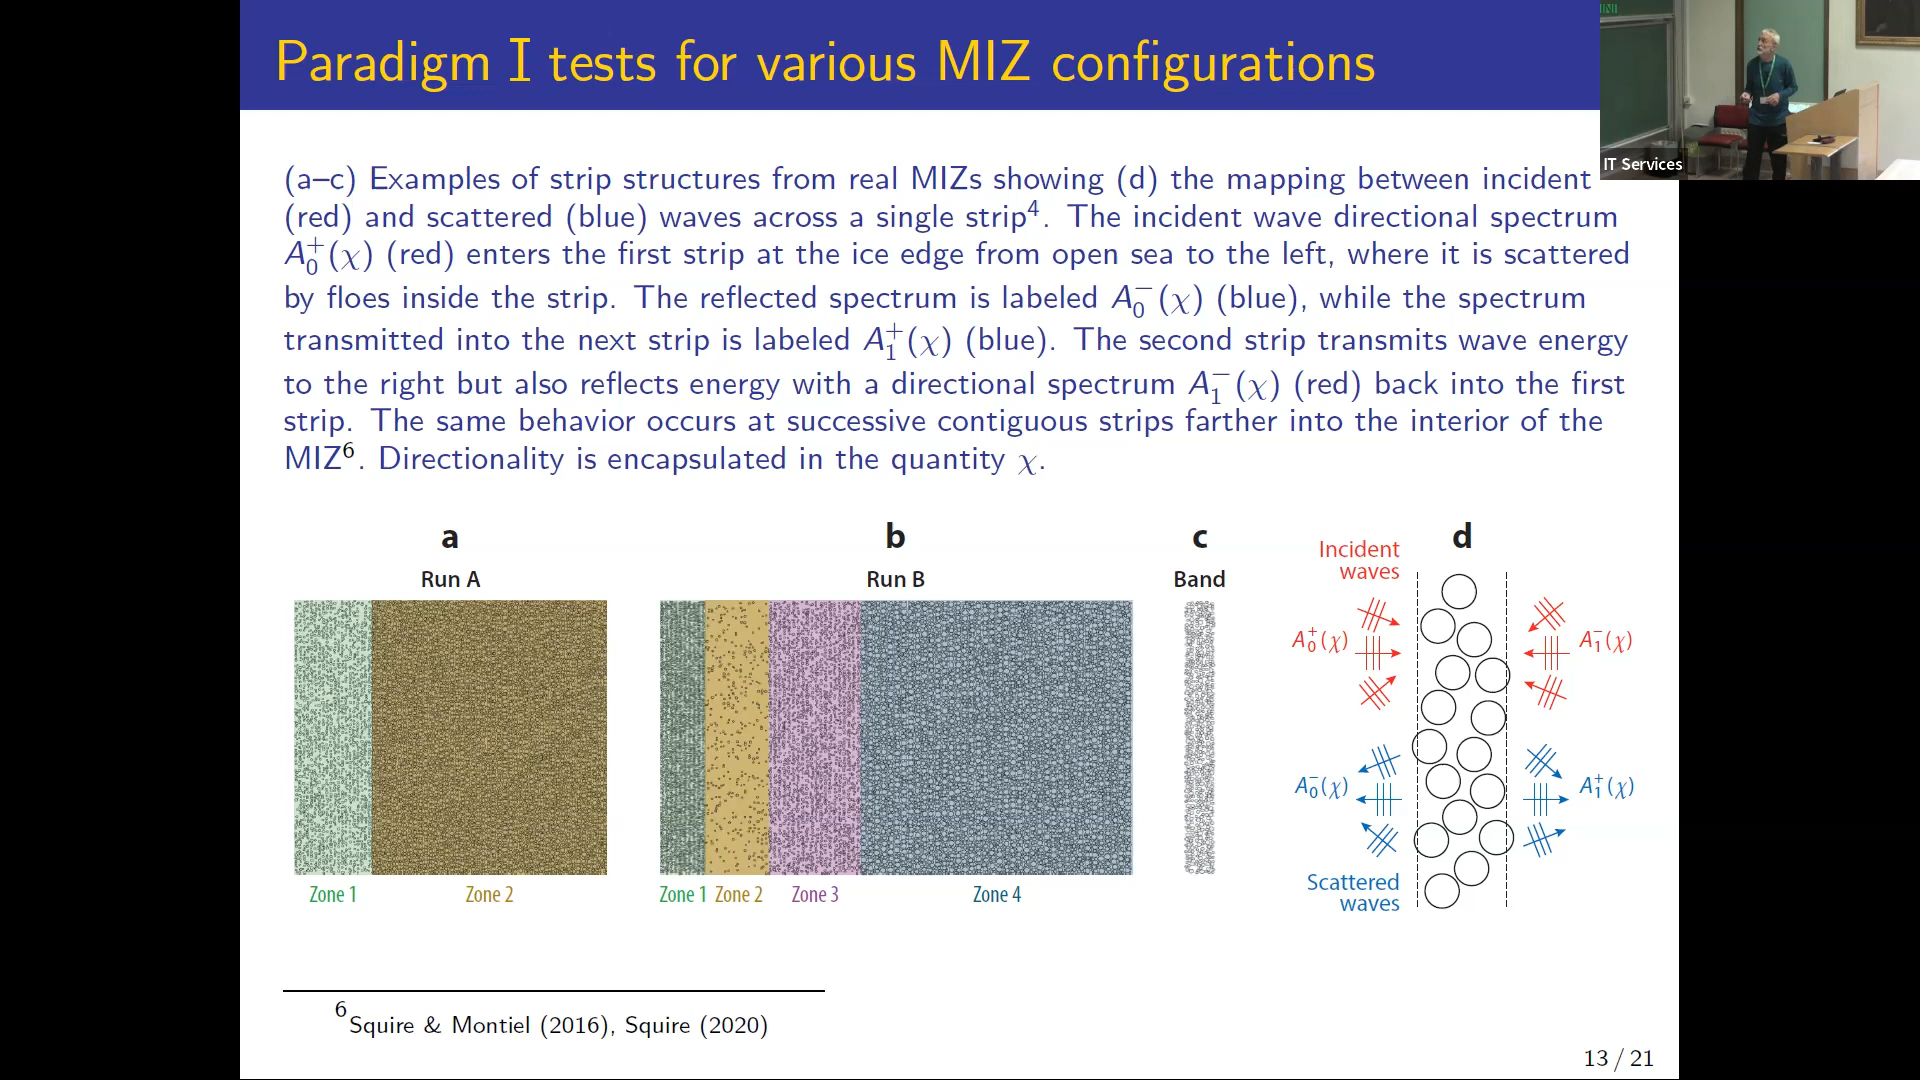 Paradigm I tests for various MIZ configurations
INI
IT Services
(a–c) Examples of strip structures from real MIZs showing (d) the mapping between incident
(red) and scattered (blue) waves across a single strip⁴. The incident wave directional spectrum
A₀⁺(χ) (red) enters the first strip at the ice edge from open sea to the left, where it is scattered
by floes inside the strip. The reflected spectrum is labeled A₀⁻(χ) (blue), while the spectrum
transmitted into the next strip is labeled A₁⁺(χ) (blue). The second strip transmits wave energy
to the right but also reflects energy with a directional spectrum A₁⁻(χ) (red) back into the first
strip. The same behavior occurs at successive contiguous strips farther into the interior of the
MIZ⁶. Directionality is encapsulated in the quantity χ.
a
Run A
Zone 1 Zone 2
b
Run B
Zone 1 Zone 2 Zone 3 Zone 4
c
Band
d
Incident
waves
A₀⁺(χ) A₁⁻(χ)
A₀⁻(χ) A₁⁺(χ)
Scattered
waves
⁶Squire & Montiel (2016), Squire (2020)
13 / 21